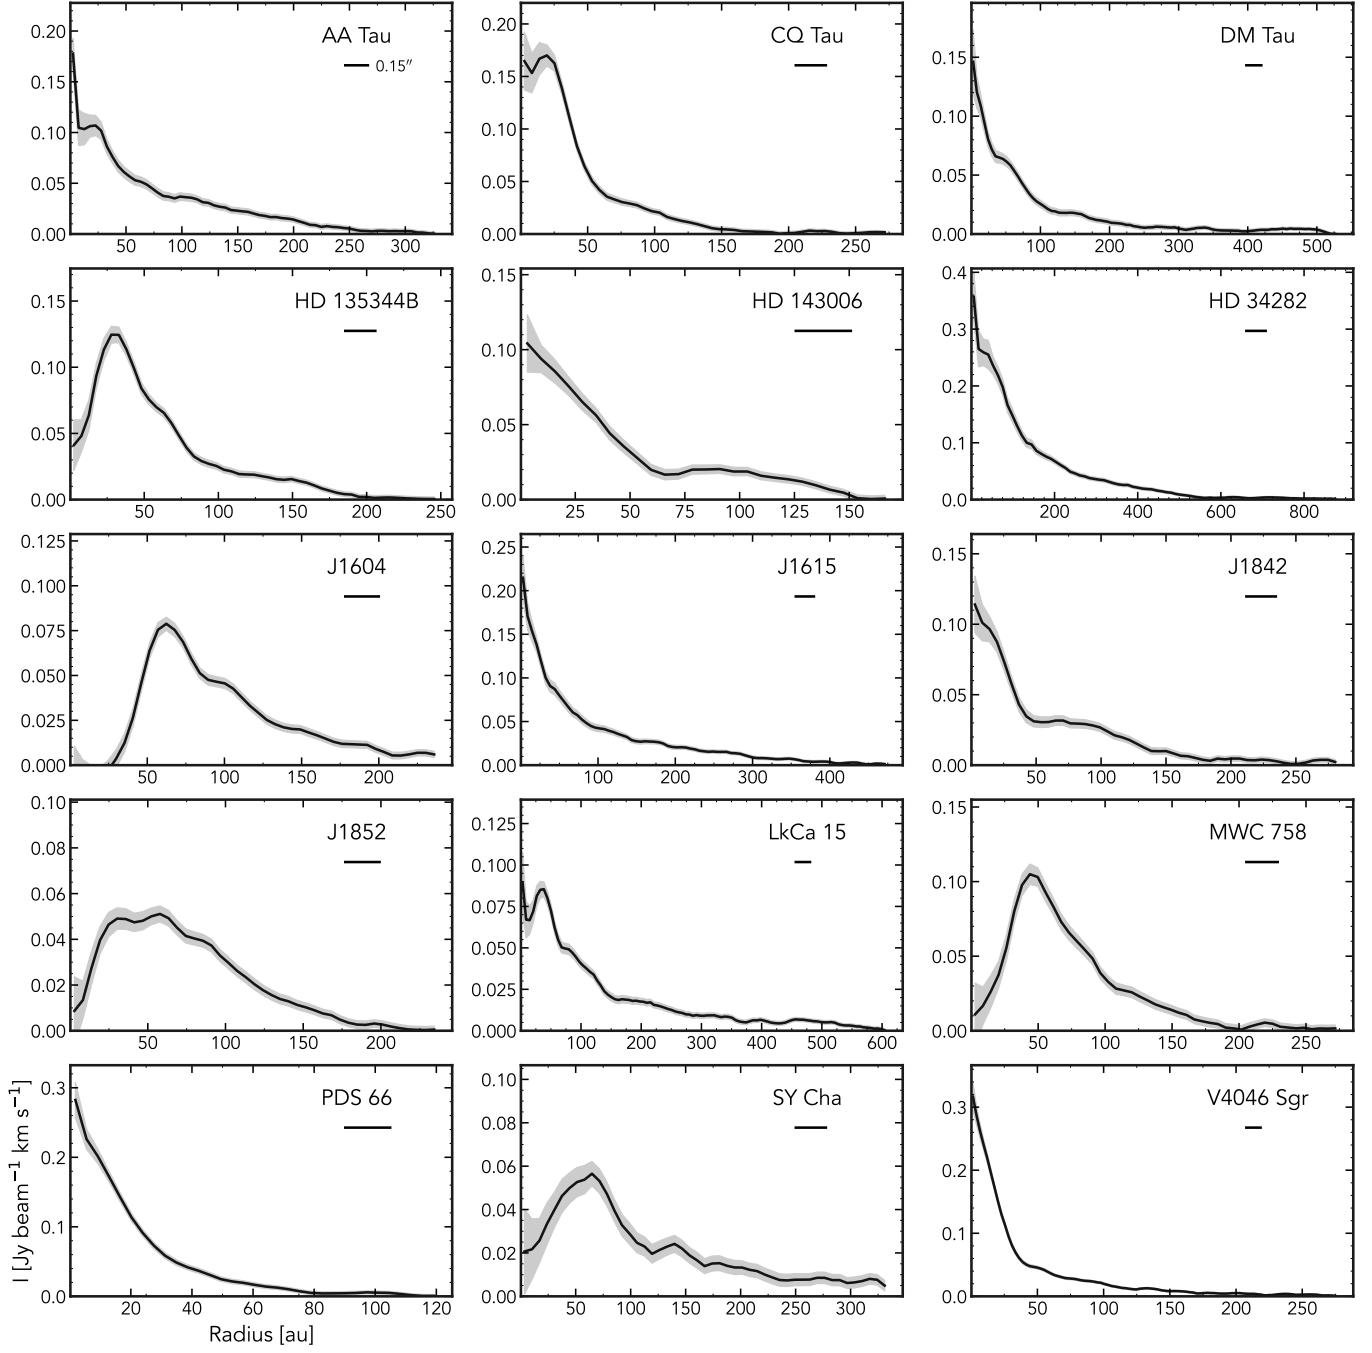 AA Tau
0.15″
0.20
0.15
0.10
0.05
0.00
50 100 150 200 250 300
CQ Tau
0.20
0.15
0.10
0.05
0.00
50 100 150 200 250
DM Tau
0.15
0.10
0.05
0.00
100 200 300 400 500
HD 135344B
0.15
0.10
0.05
0.00
50 100 150 200 250
HD 143006
0.15
0.10
0.05
0.00
25 50 75 100 125 150
HD 34282
0.4
0.3
0.2
0.1
0.0
200 400 600 800
J1604
0.125
0.100
0.075
0.050
0.025
0.000
50 100 150 200
J1615
0.25
0.20
0.15
0.10
0.05
0.00
100 200 300 400
J1842
0.15
0.10
0.05
0.00
50 100 150 200 250
J1852
0.10
0.08
0.06
0.04
0.02
0.00
50 100 150 200
LkCa 15
0.125
0.100
0.075
0.050
0.025
0.000
100 200 300 400 500 600
MWC 758
0.15
0.10
0.05
0.00
50 100 150 200 250
PDS 66
0.3
0.2
0.1
0.0
20 40 60 80 100 120
I [Jy beam⁻¹ km s⁻¹]
Radius [au]
SY Cha
0.10
0.08
0.06
0.04
0.02
0.00
50 100 150 200 250 300
V4046 Sgr
0.3
0.2
0.1
0.0
50 100 150 200 250